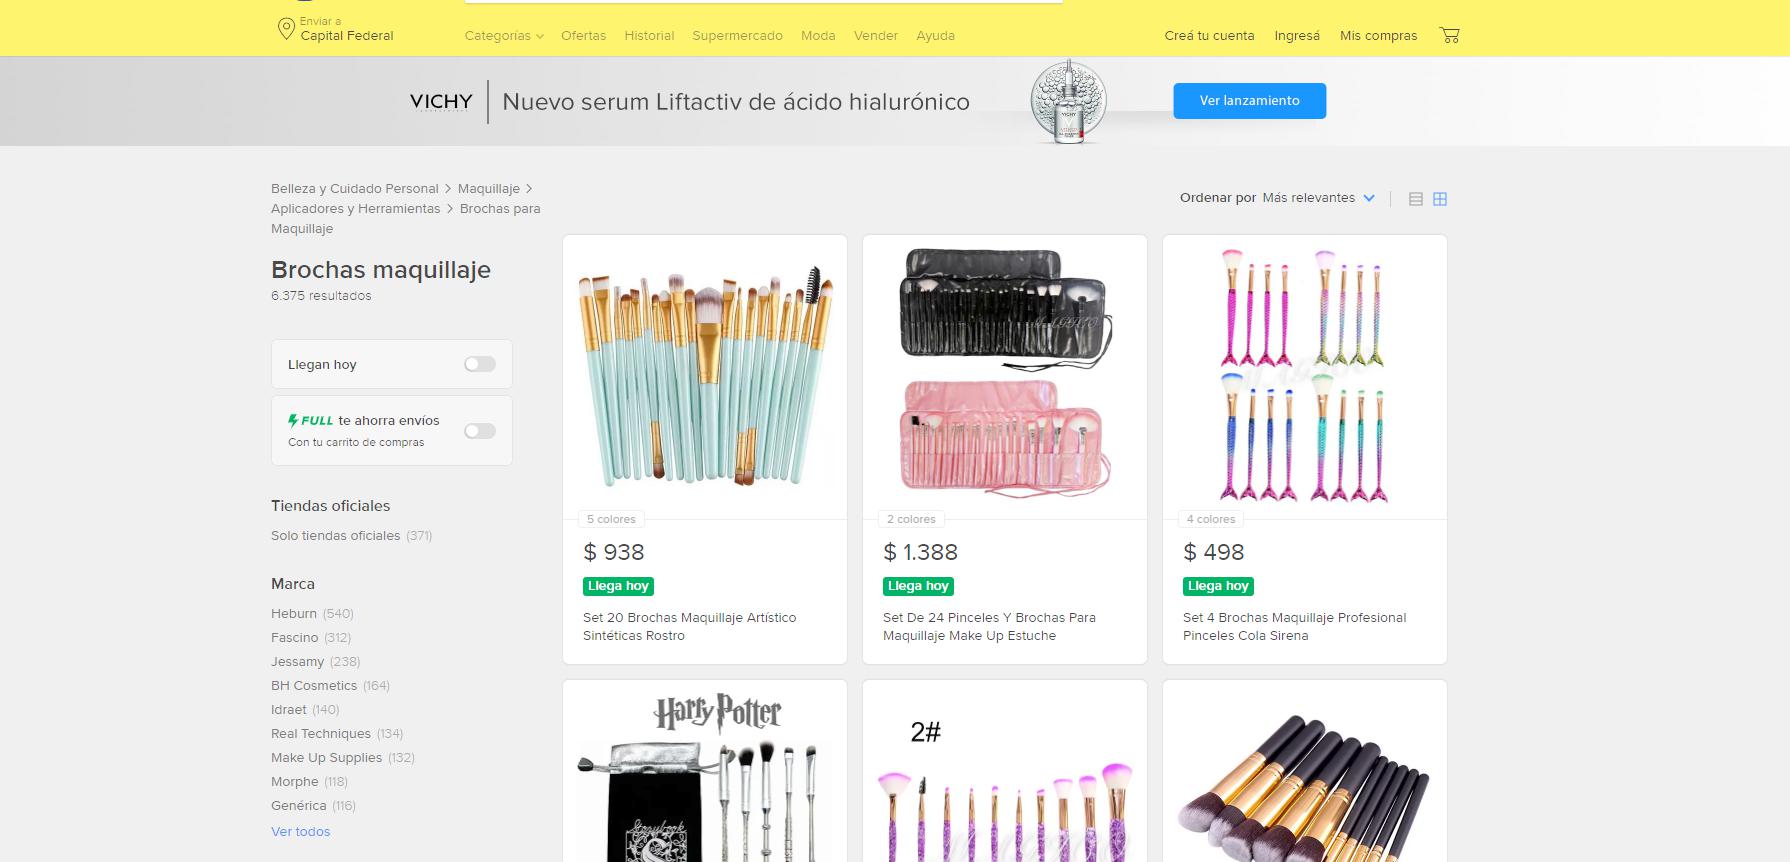 Enviar a
Capital Federal
Categorías
Ofertas
Historial
Supermercado
Moda
Vender
Ayuda
Creá tu cuenta
Ingresá
Mis compras
VICHY
Nuevo serum Liftactiv de ácido hialurónico
Ver lanzamiento
Belleza y Cuidado Personal > Maquillaje >
Aplicadores y Herramientas > Brochas para
Maquillaje
Ordenar por Más relevantes
Brochas maquillaje
6.375 resultados
Llegan hoy
FULL te ahorra envíos
Con tu carrito de compras
Tiendas oficiales
Solo tiendas oficiales (371)
Marca
Heburn (540)
Fascino (312)
Jessamy (238)
BH Cosmetics (164)
Idraet (140)
Real Techniques (134)
Make Up Supplies (132)
Morphe (118)
Genérica (116)
Ver todos
5 colores
$ 938
Llega hoy
Set 20 Brochas Maquillaje Artístico
Sintéticas Rostro
2 colores
$ 1.388
Llega hoy
Set De 24 Pinceles Y Brochas Para
Maquillaje Make Up Estuche
4 colores
$ 498
Llega hoy
Set 4 Brochas Maquillaje Profesional
Pinceles Cola Sirena
Harry Potter
2#